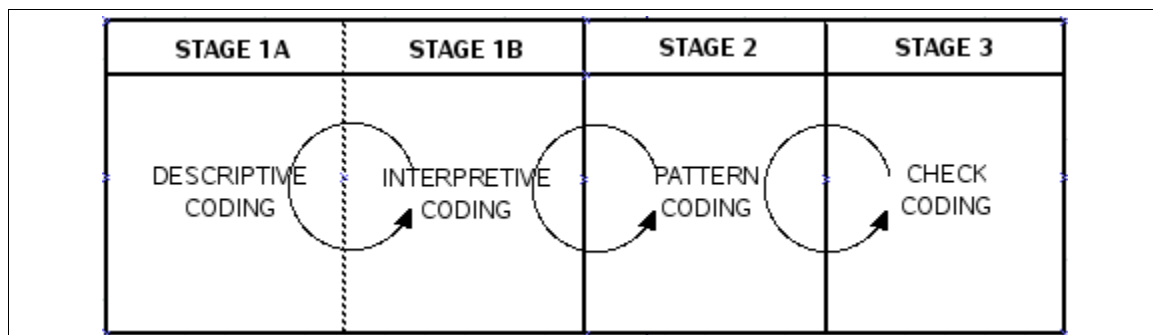 STAGE 1A
STAGE 1B
STAGE 2
STAGE 3
DESCRIPTIVE
CODING
INTERPRETIVE
CODING
PATTERN
CODING
CHECK
CODING